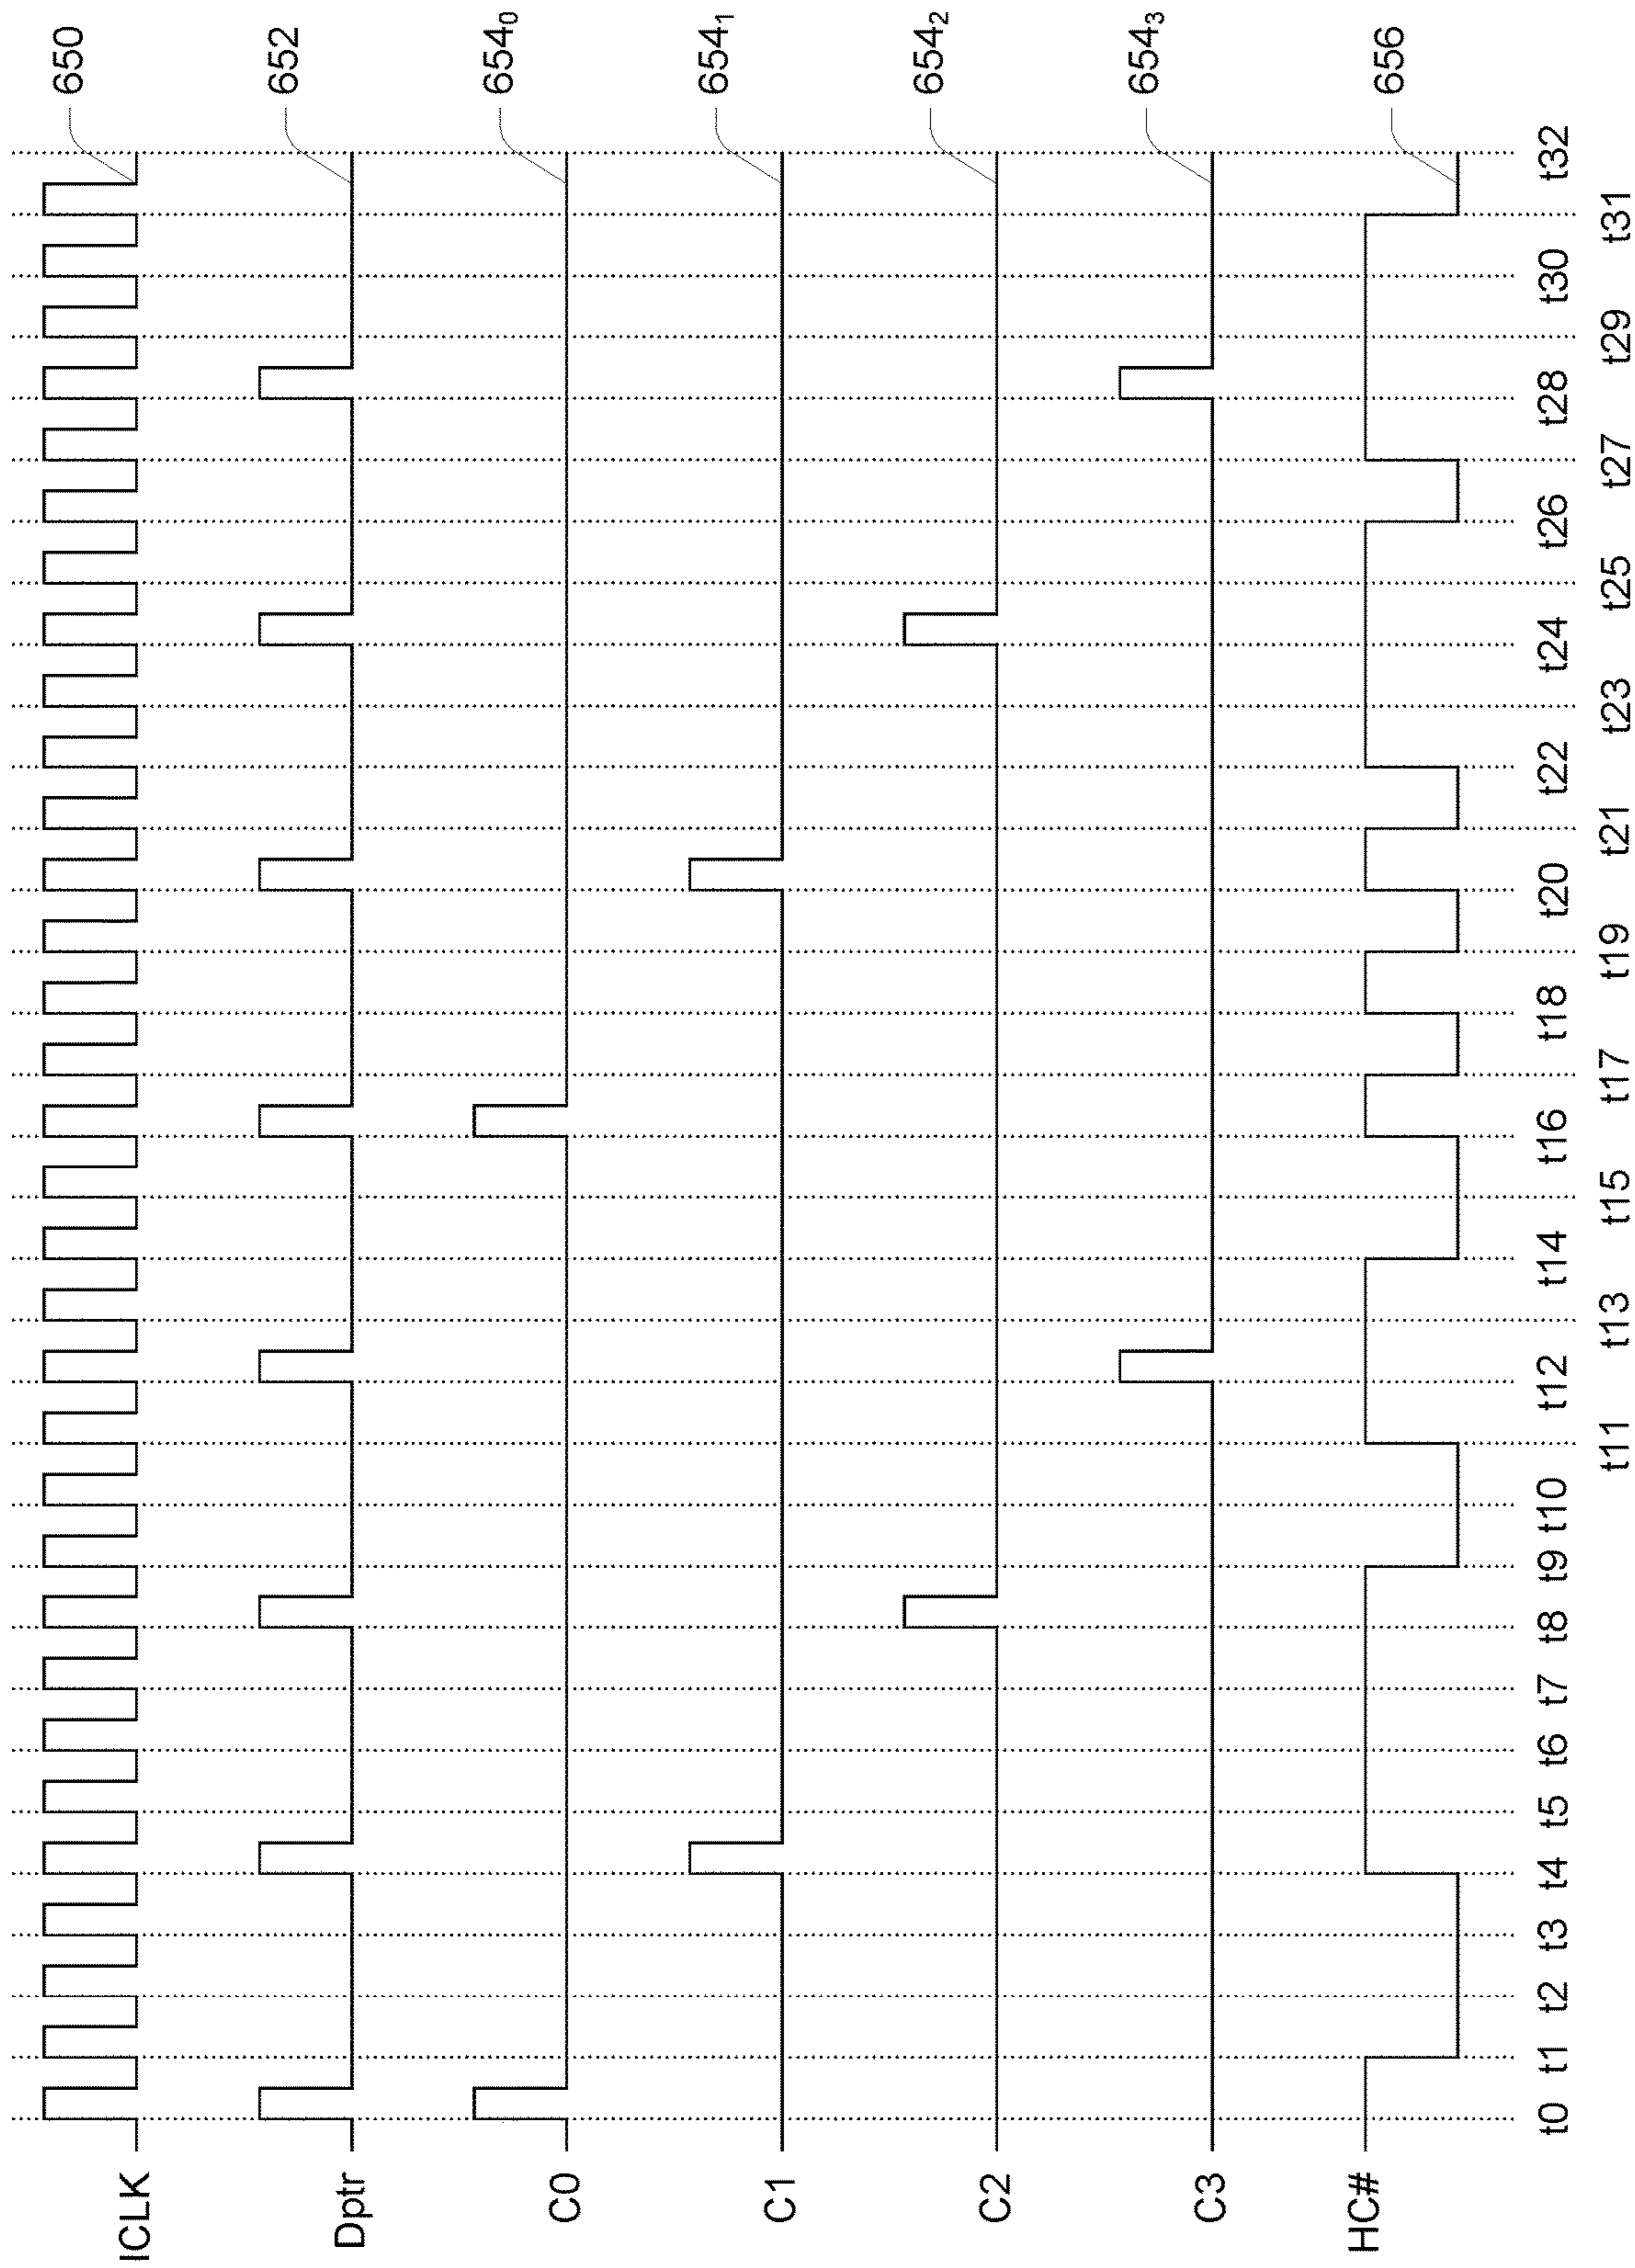 ICLK
650
Dptr
652
C0
654₀
C1
654₁
C2
654₂
C3
654₃
HC#
656
t0 t1 t2 t3 t4 t5 t6 t7 t8 t9 t10 t12 t14 t16 t18 t20 t22 t24 t26 t28 t30 t32
t11 t13 t15 t17 t19 t21 t23 t25 t27 t29 t31